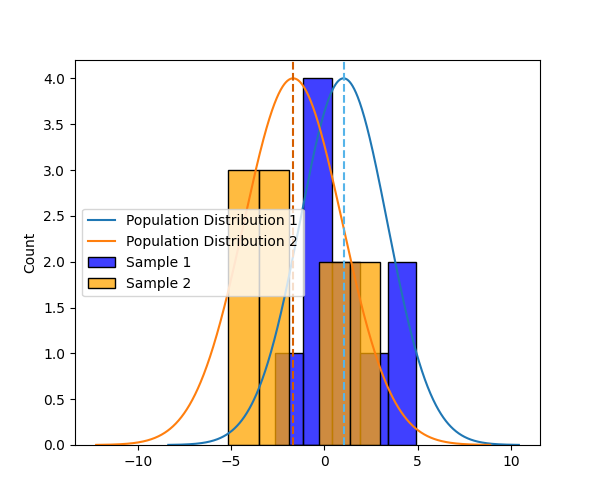 4.0
3.5
3.0
2.5
2.0
1.5
1.0
0.5
0.0
Count
Population Distribution 1
Population Distribution 2
Sample 1
Sample 2
−10 −5 0 5 10